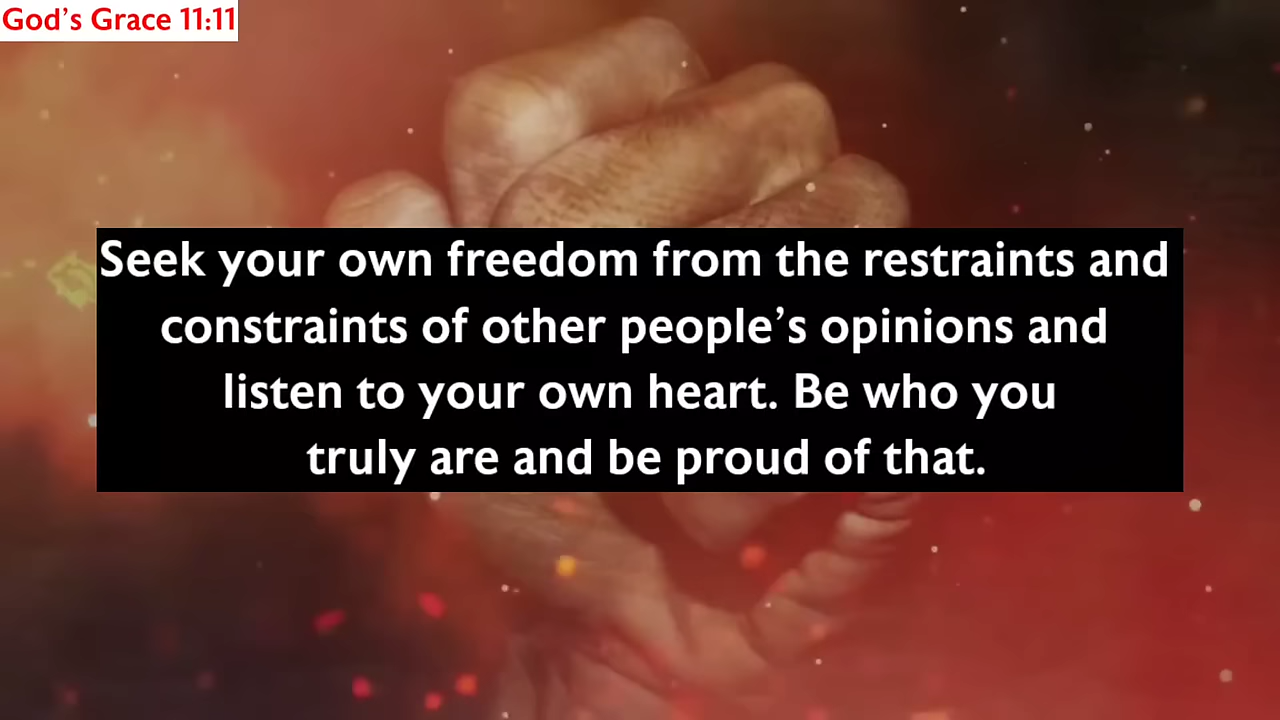 God's Grace 11:11
Seek your own freedom from the restraints and
constraints of other people’s opinions and
listen to your own heart. Be who you
truly are and be proud of that.